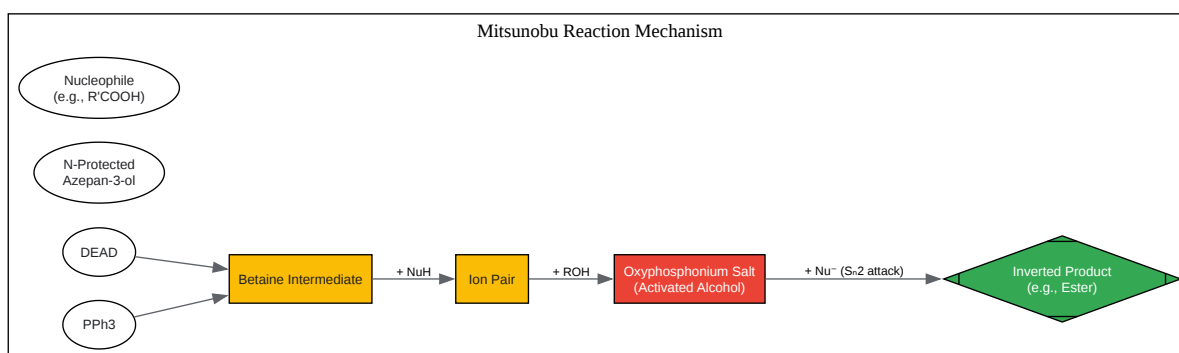 Mitsunobu Reaction Mechanism
Nucleophile
(e.g., R'COOH)
N-Protected
Azepan-3-ol
DEAD
PPh3
Betaine Intermediate
+ NuH
Ion Pair
+ ROH
Oxyphosphonium Salt
(Activated Alcohol)
+ Nu⁻ (Sₙ2 attack)
Inverted Product
(e.g., Ester)